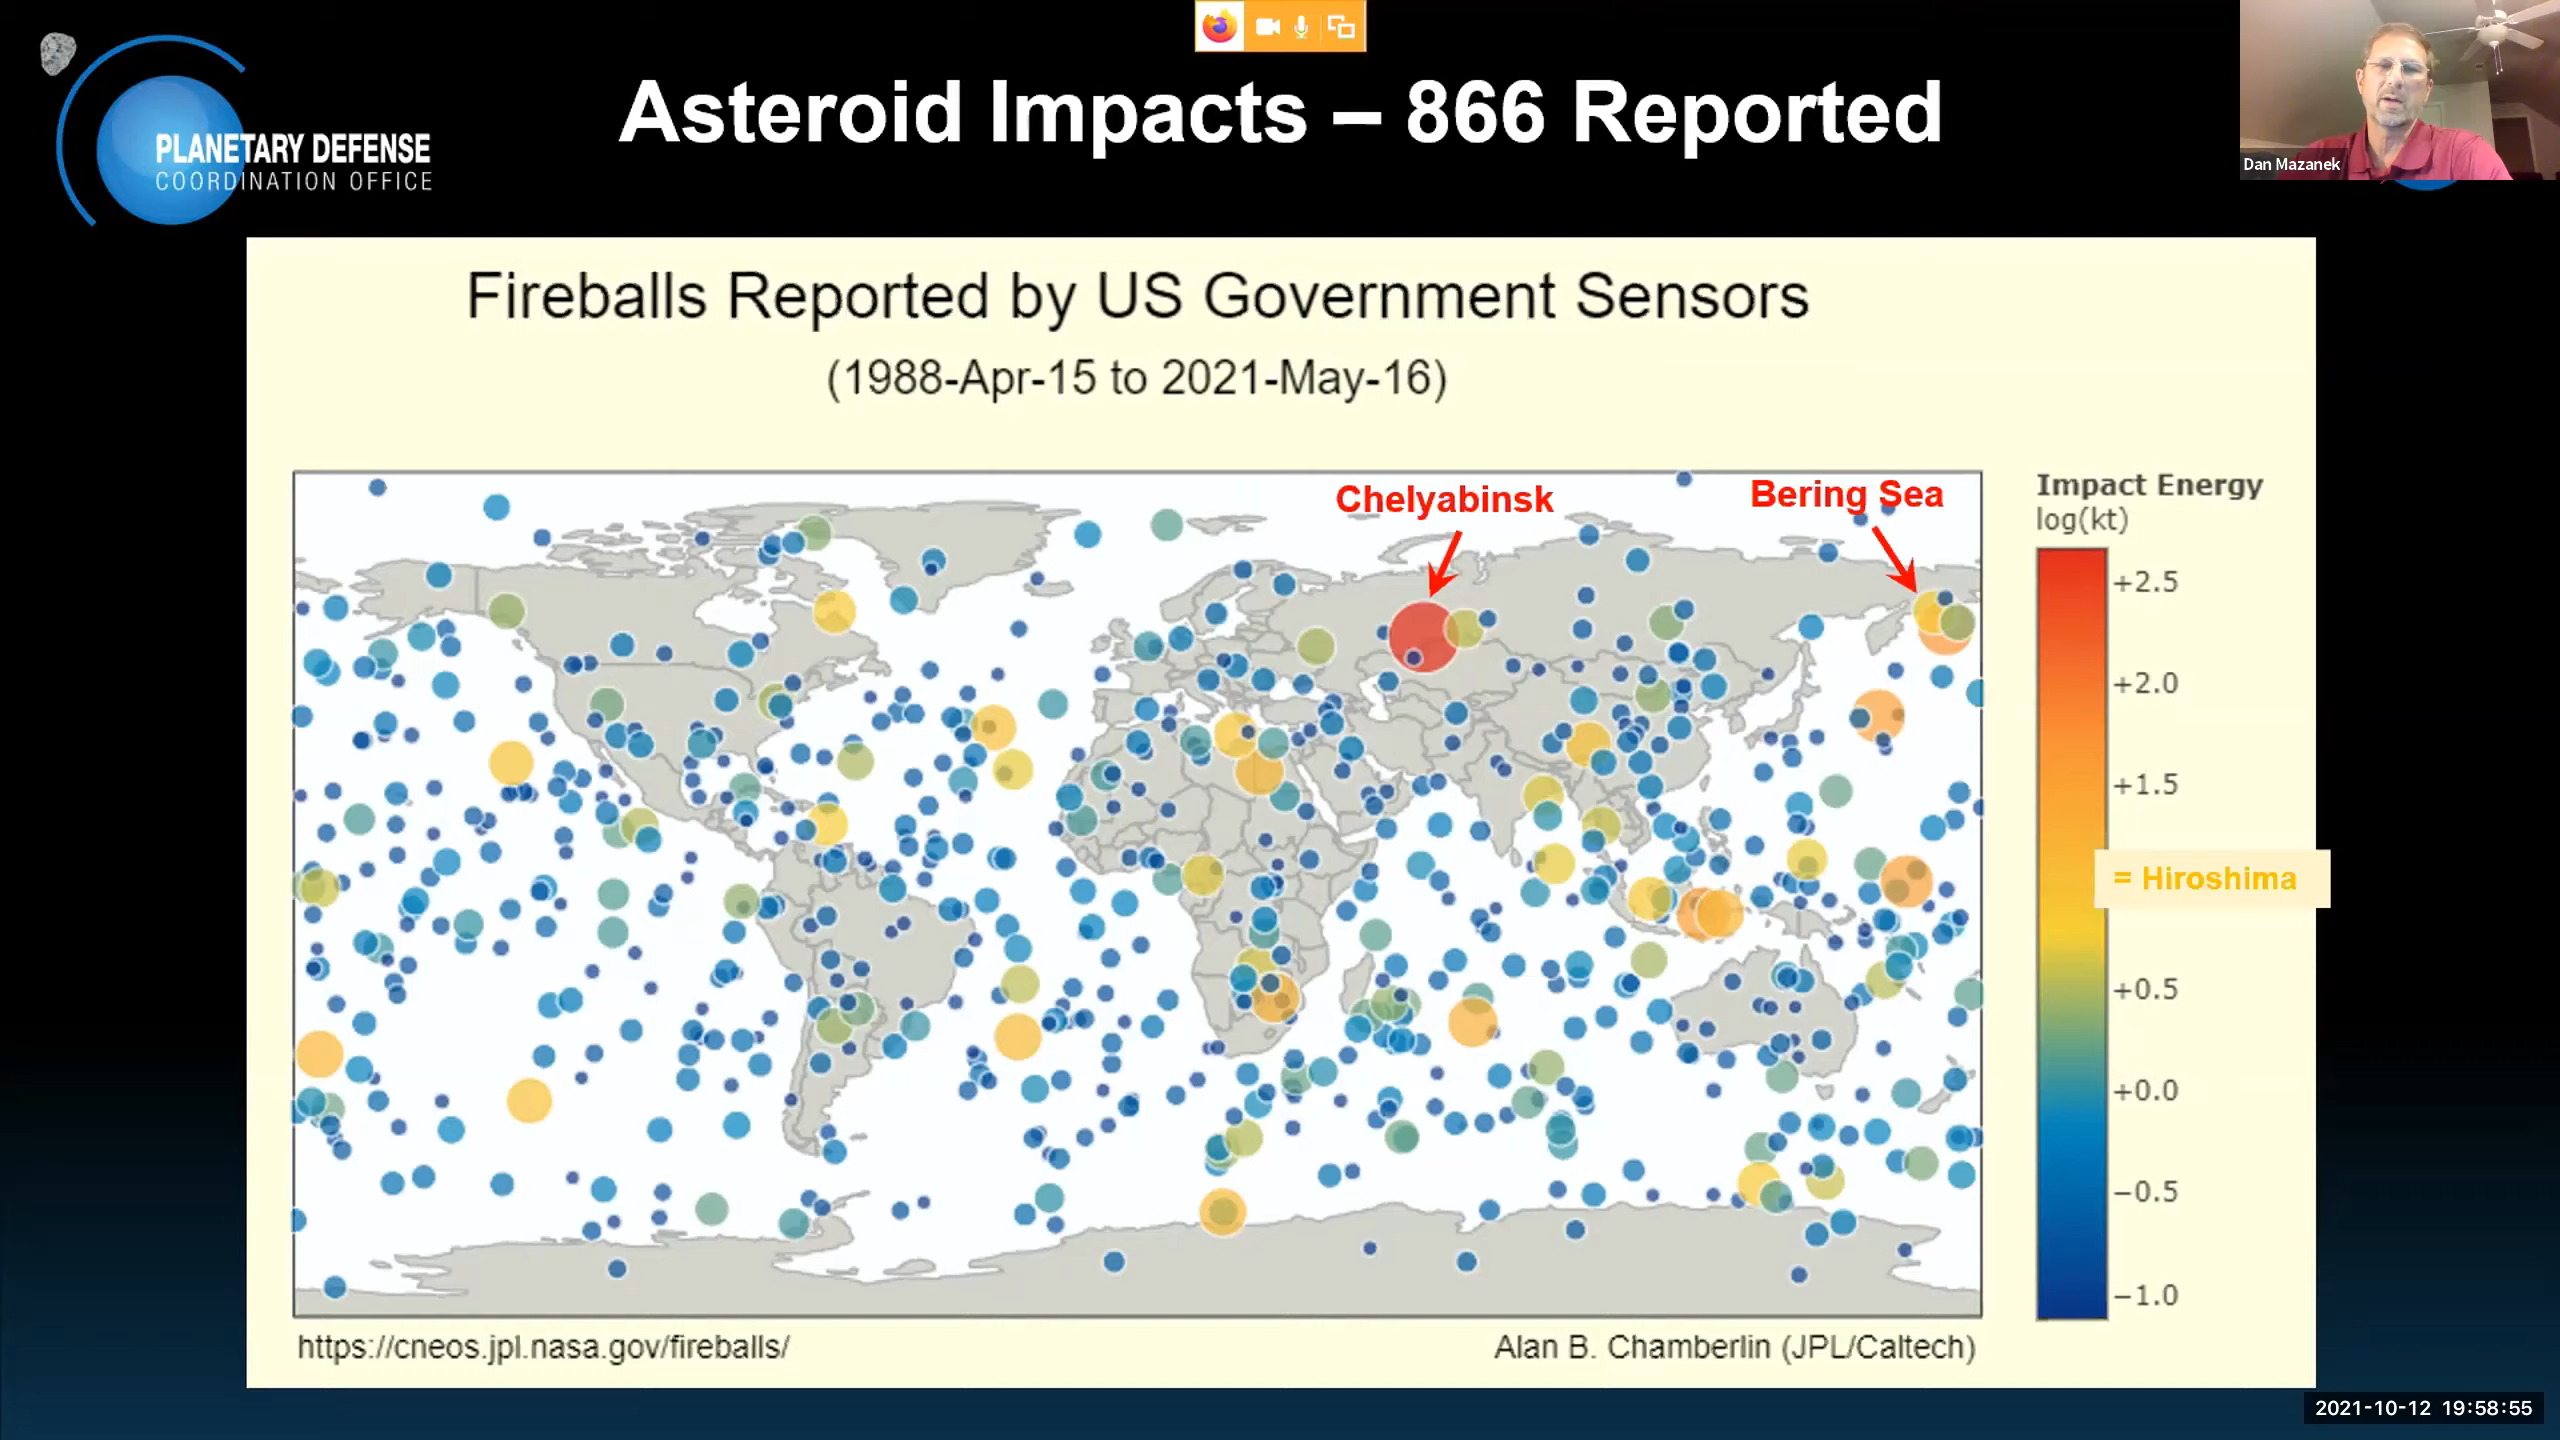 Asteroid Impacts – 866 Reported
PLANETARY DEFENSE
COORDINATION OFFICE
Dan Mazanek
Fireballs Reported by US Government Sensors
(1988-Apr-15 to 2021-May-16)
Chelyabinsk
Bering Sea
Impact Energy
log(kt)
+2.5
+2.0
+1.5
= Hiroshima
+0.5
+0.0
−0.5
−1.0
https://cneos.jpl.nasa.gov/fireballs/
Alan B. Chamberlin (JPL/Caltech)
2021-10-12 19:58:55